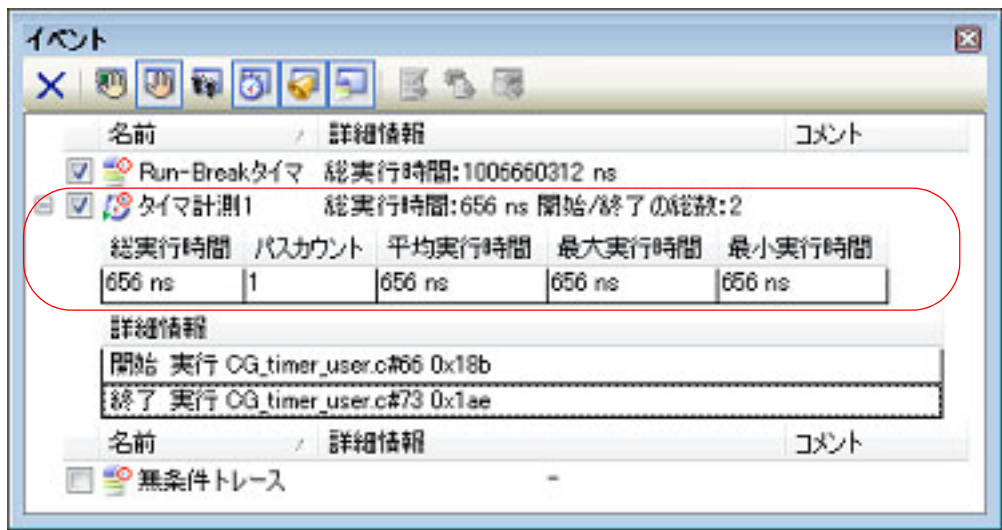 イベント
名前 詳細情報 コメント
Run-Breakタイマ 総実行時間:1006660312 ns
タイマ計測1 総実行時間:656 ns 開始/終了の総数:2
総実行時間 パスカウント 平均実行時間 最大実行時間 最小実行時間
656 ns 1 656 ns 656 ns 656 ns
詳細情報
開始 実行 CG_timer_user.c#66 0x18b
終了 実行 CG_timer_user.c#73 0x1ae
名前 詳細情報 コメント
無条件トレース -